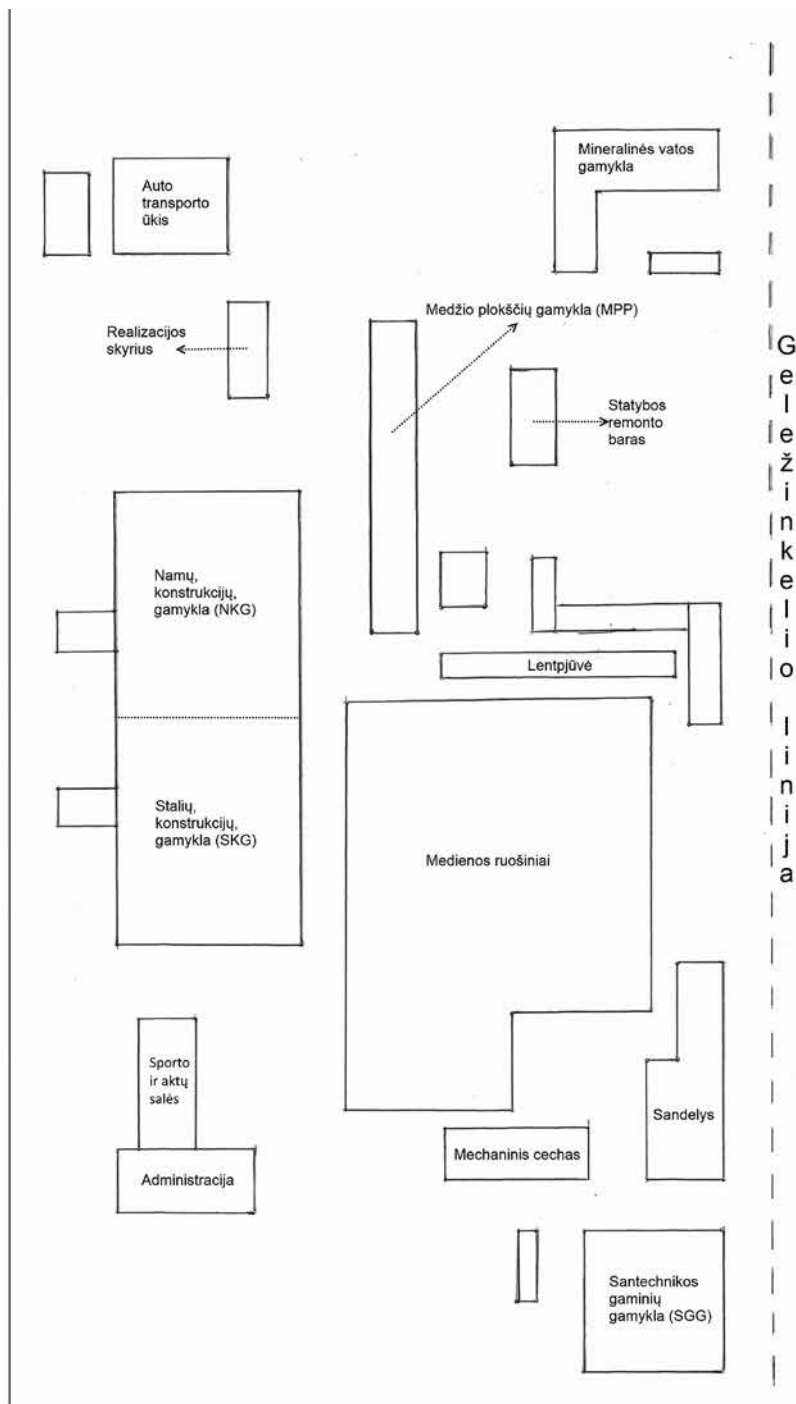 Mineralinės vatos
gamykla
Auto
transporto
ūkis
Medžio plokščių gamykla (MPP)
Realizacijos
skyrius
Statybos
remonto
baras
Geležinkelio linija
Namų,
konstrukcijų,
gamykla (NKG)
Lentpjūvė
Stalių,
konstrukcijų,
gamykla (SKG)
Medienos ruošiniai
Sporto
ir aktų
salės
Sandelys
Mechaninis cechas
Administracija
Santechnikos
gaminių
gamykla (SGG)